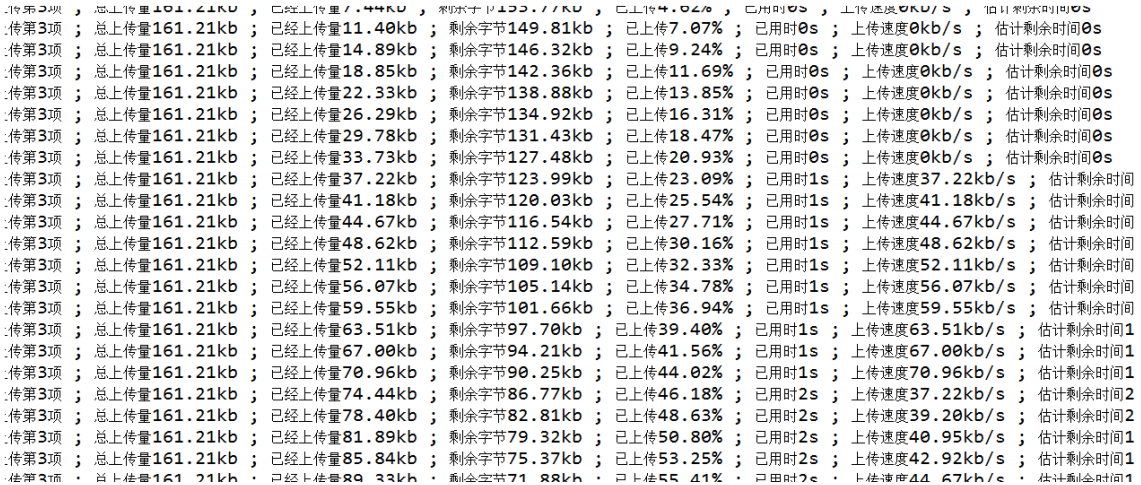 传第3项 ; 总上传量161.21kb ; 已经上传量7.44kb ; 剩余字节153.77kb ; 已上传4.62% ; 已用时0s ; 上传速度0kb/s ; 估计剩余时间0s
传第3项 ; 总上传量161.21kb ; 已经上传量11.40kb ; 剩余字节149.81kb ; 已上传7.07% ; 已用时0s ; 上传速度0kb/s ; 估计剩余时间0s
传第3项 ; 总上传量161.21kb ; 已经上传量14.89kb ; 剩余字节146.32kb ; 已上传9.24% ; 已用时0s ; 上传速度0kb/s ; 估计剩余时间0s
传第3项 ; 总上传量161.21kb ; 已经上传量18.85kb ; 剩余字节142.36kb ; 已上传11.69% ; 已用时0s ; 上传速度0kb/s ; 估计剩余时间0s
传第3项 ; 总上传量161.21kb ; 已经上传量22.33kb ; 剩余字节138.88kb ; 已上传13.85% ; 已用时0s ; 上传速度0kb/s ; 估计剩余时间0s
传第3项 ; 总上传量161.21kb ; 已经上传量26.29kb ; 剩余字节134.92kb ; 已上传16.31% ; 已用时0s ; 上传速度0kb/s ; 估计剩余时间0s
传第3项 ; 总上传量161.21kb ; 已经上传量29.78kb ; 剩余字节131.43kb ; 已上传18.47% ; 已用时0s ; 上传速度0kb/s ; 估计剩余时间0s
传第3项 ; 总上传量161.21kb ; 已经上传量33.73kb ; 剩余字节127.48kb ; 已上传20.93% ; 已用时0s ; 上传速度0kb/s ; 估计剩余时间0s
传第3项 ; 总上传量161.21kb ; 已经上传量37.22kb ; 剩余字节123.99kb ; 已上传23.09% ; 已用时1s ; 上传速度37.22kb/s ; 估计剩余时间
传第3项 ; 总上传量161.21kb ; 已经上传量41.18kb ; 剩余字节120.03kb ; 已上传25.54% ; 已用时1s ; 上传速度41.18kb/s ; 估计剩余时间
传第3项 ; 总上传量161.21kb ; 已经上传量44.67kb ; 剩余字节116.54kb ; 已上传27.71% ; 已用时1s ; 上传速度44.67kb/s ; 估计剩余时间
传第3项 ; 总上传量161.21kb ; 已经上传量48.62kb ; 剩余字节112.59kb ; 已上传30.16% ; 已用时1s ; 上传速度48.62kb/s ; 估计剩余时间
传第3项 ; 总上传量161.21kb ; 已经上传量52.11kb ; 剩余字节109.10kb ; 已上传32.33% ; 已用时1s ; 上传速度52.11kb/s ; 估计剩余时间
传第3项 ; 总上传量161.21kb ; 已经上传量56.07kb ; 剩余字节105.14kb ; 已上传34.78% ; 已用时1s ; 上传速度56.07kb/s ; 估计剩余时间
传第3项 ; 总上传量161.21kb ; 已经上传量59.55kb ; 剩余字节101.66kb ; 已上传36.94% ; 已用时1s ; 上传速度59.55kb/s ; 估计剩余时间
传第3项 ; 总上传量161.21kb ; 已经上传量63.51kb ; 剩余字节97.70kb ; 已上传39.40% ; 已用时1s ; 上传速度63.51kb/s ; 估计剩余时间1
传第3项 ; 总上传量161.21kb ; 已经上传量67.00kb ; 剩余字节94.21kb ; 已上传41.56% ; 已用时1s ; 上传速度67.00kb/s ; 估计剩余时间1
传第3项 ; 总上传量161.21kb ; 已经上传量70.96kb ; 剩余字节90.25kb ; 已上传44.02% ; 已用时1s ; 上传速度70.96kb/s ; 估计剩余时间1
传第3项 ; 总上传量161.21kb ; 已经上传量74.44kb ; 剩余字节86.77kb ; 已上传46.18% ; 已用时2s ; 上传速度37.22kb/s ; 估计剩余时间2
传第3项 ; 总上传量161.21kb ; 已经上传量78.40kb ; 剩余字节82.81kb ; 已上传48.63% ; 已用时2s ; 上传速度39.20kb/s ; 估计剩余时间2
传第3项 ; 总上传量161.21kb ; 已经上传量81.89kb ; 剩余字节79.32kb ; 已上传50.80% ; 已用时2s ; 上传速度40.95kb/s ; 估计剩余时间1
传第3项 ; 总上传量161.21kb ; 已经上传量85.84kb ; 剩余字节75.37kb ; 已上传53.25% ; 已用时2s ; 上传速度42.92kb/s ; 估计剩余时间1
传第3项 ; 总上传量161.21kb ; 已经上传量89.33kb ; 剩余字节71.88kb ; 已上传55.41% ; 已用时2s ; 上传速度44.67kb/s ; 估计剩余时间1